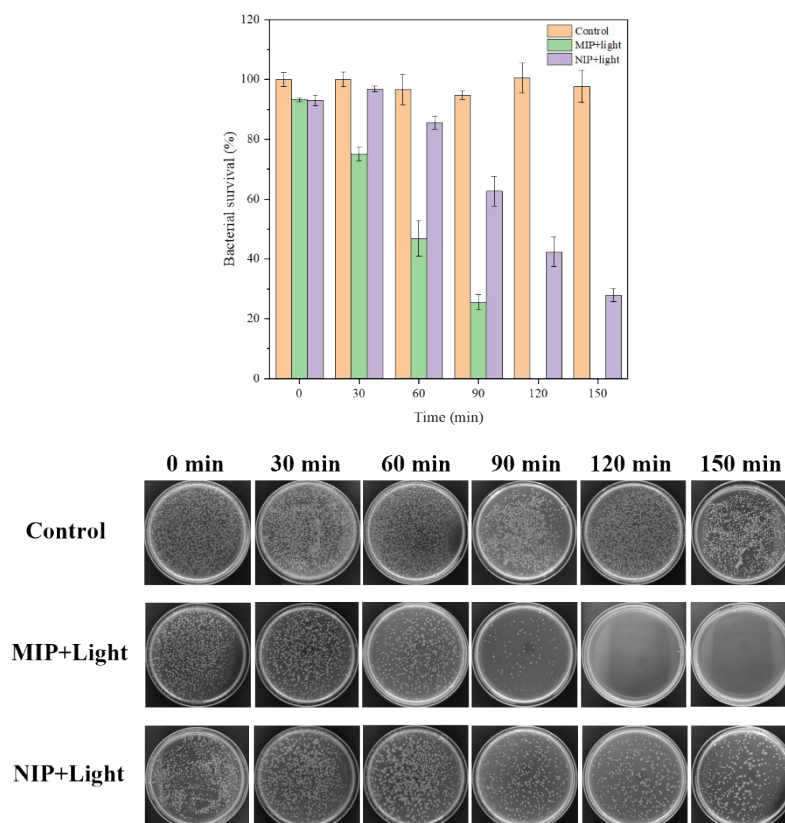 120
100
80
60
40
20
0
Bacterial survival (%)
Control
MIP+light
NIP+light
0 30 60 90 120 150
Time (min)
0 min 30 min 60 min 90 min 120 min 150 min
Control
MIP+Light
NIP+Light